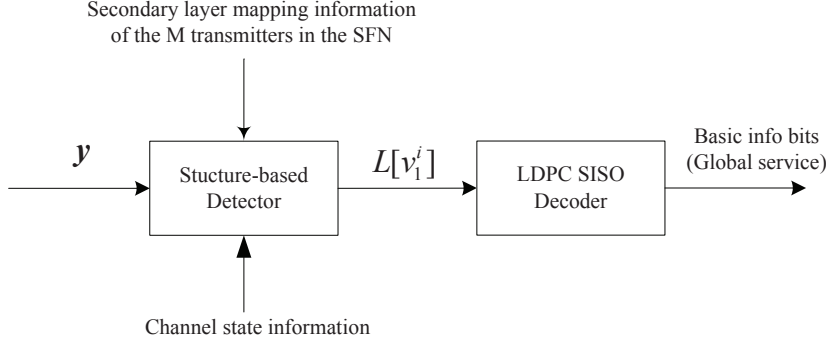 Secondary layer mapping information
of the M transmitters in the SFN
y
Stucture-based
Detector
L[v₁ⁱ]
LDPC SISO
Decoder
Basic info bits
(Global service)
Channel state information